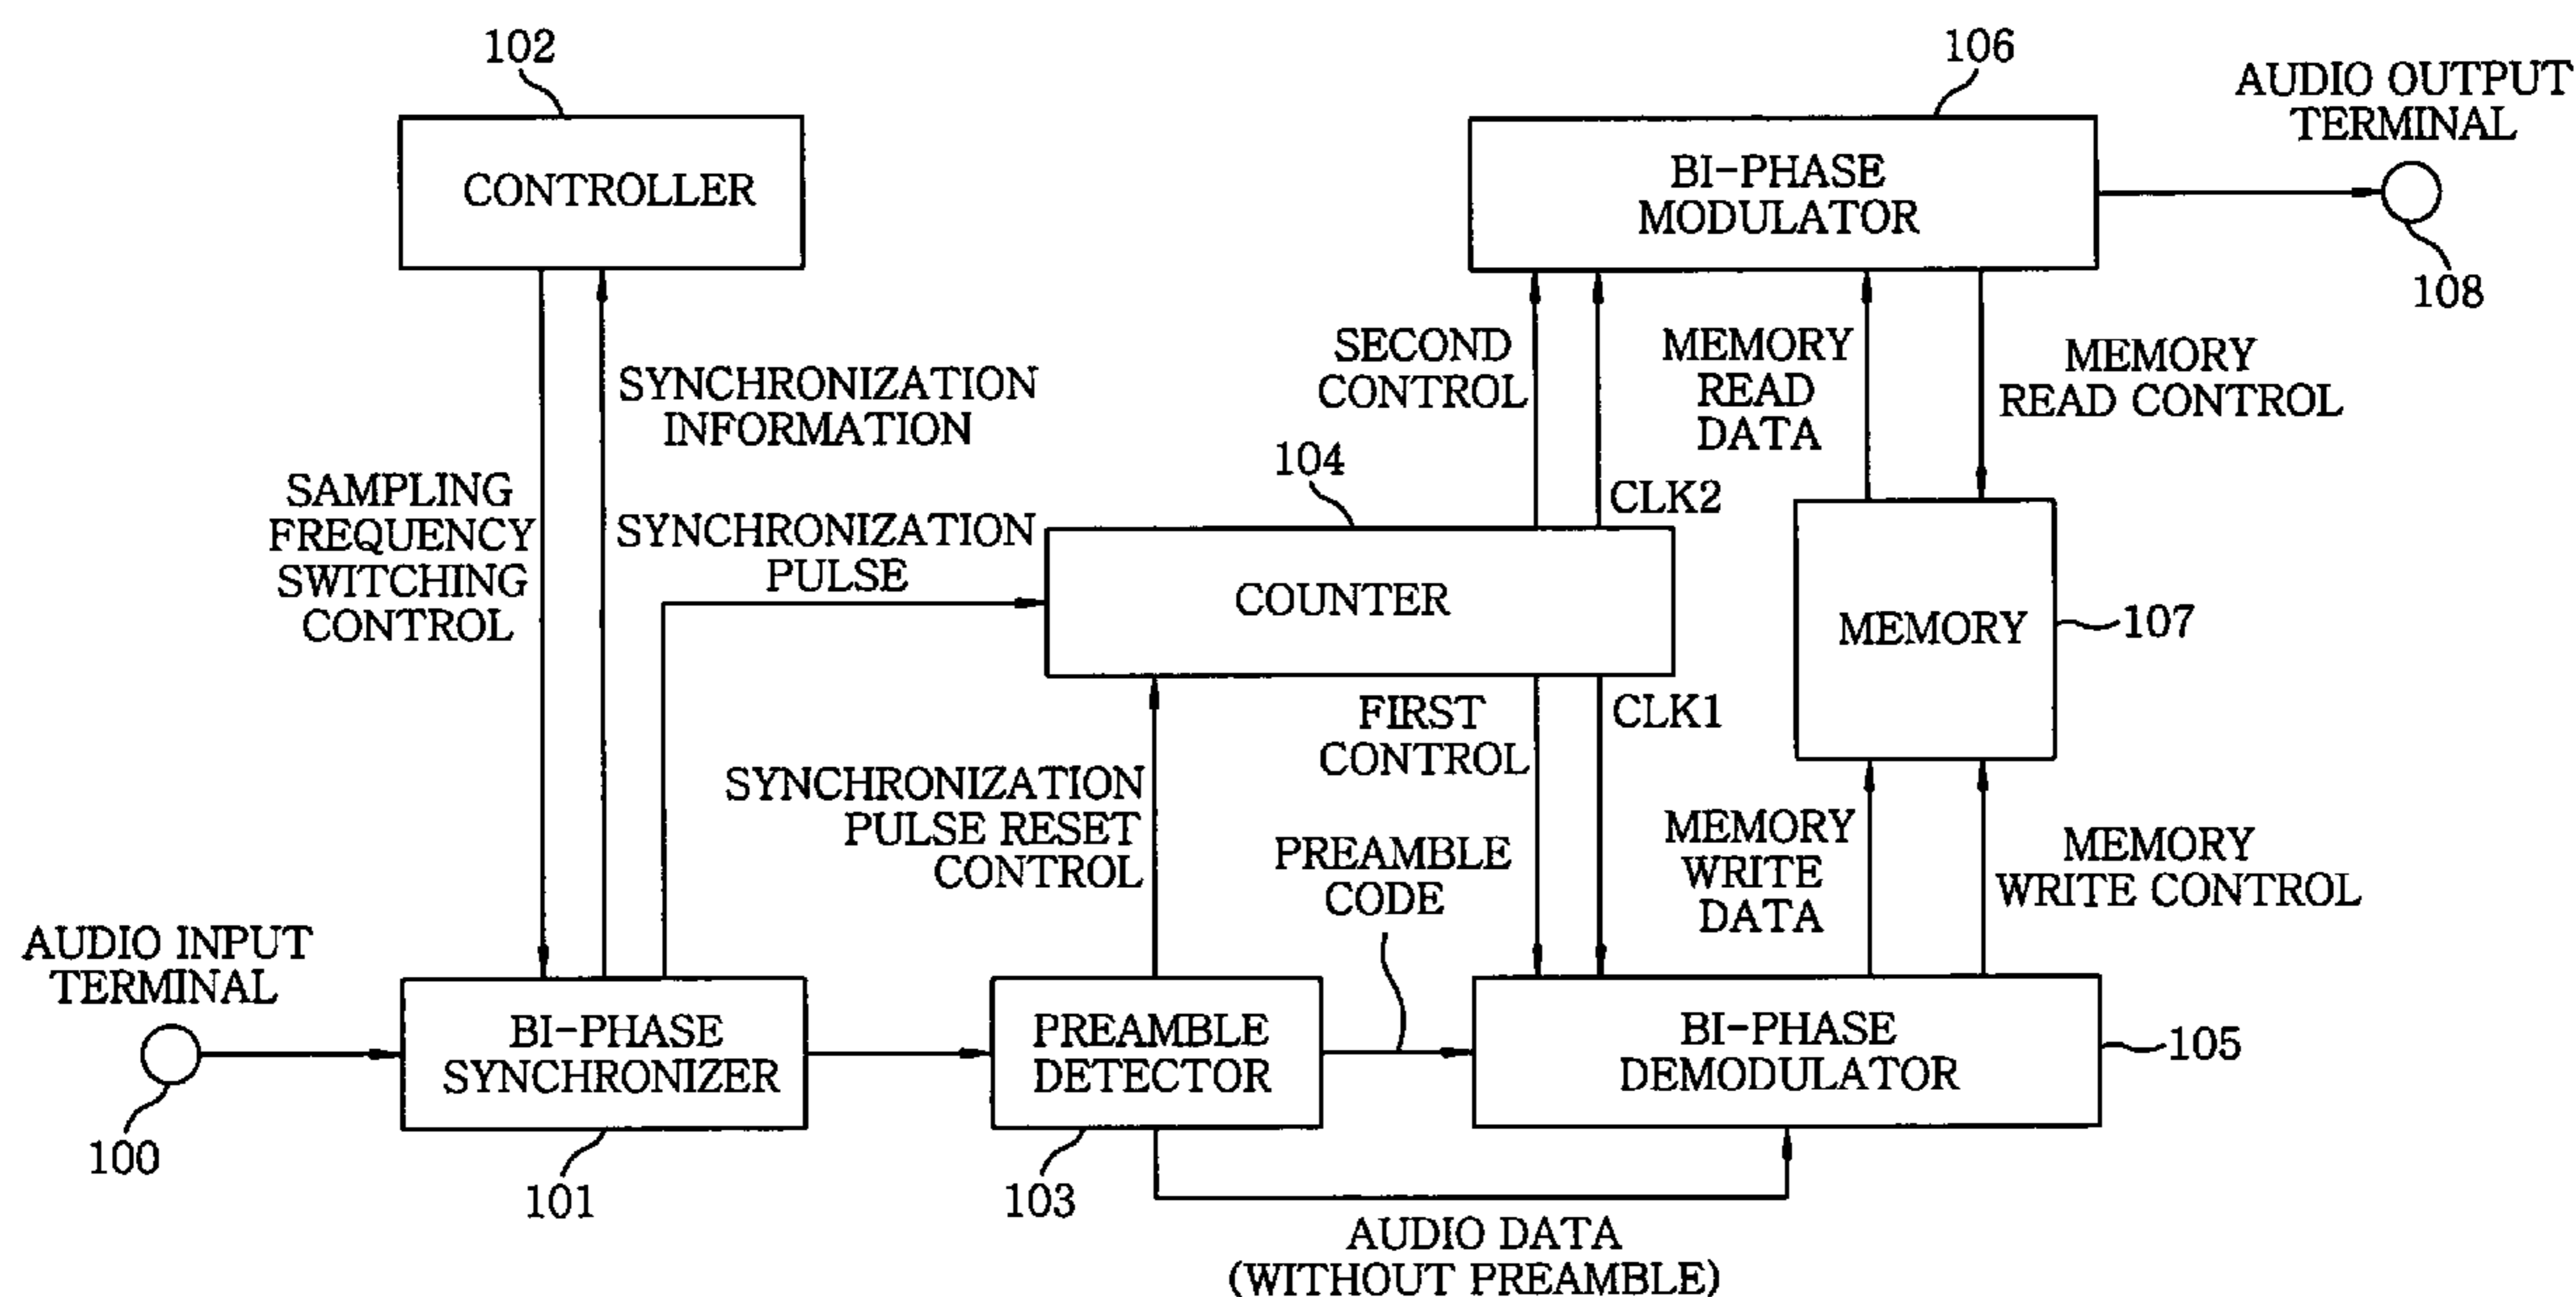 102
106
AUDIO OUTPUT
TERMINAL
CONTROLLER
BI-PHASE
MODULATOR
108
SYNCHRONIZATION
INFORMATION
SECOND
CONTROL
MEMORY
READ
DATA
MEMORY
READ CONTROL
SAMPLING
FREQUENCY
SWITCHING
CONTROL
SYNCHRONIZATION
PULSE
104
CLK2
COUNTER
MEMORY
107
FIRST
CONTROL
CLK1
SYNCHRONIZATION
PULSE RESET
CONTROL
PREAMBLE
CODE
MEMORY
WRITE
DATA
MEMORY
WRITE CONTROL
AUDIO INPUT
TERMINAL
BI-PHASE
SYNCHRONIZER
PREAMBLE
DETECTOR
BI-PHASE
DEMODULATOR
105
100
101
103
AUDIO DATA
(WITHOUT PREAMBLE)